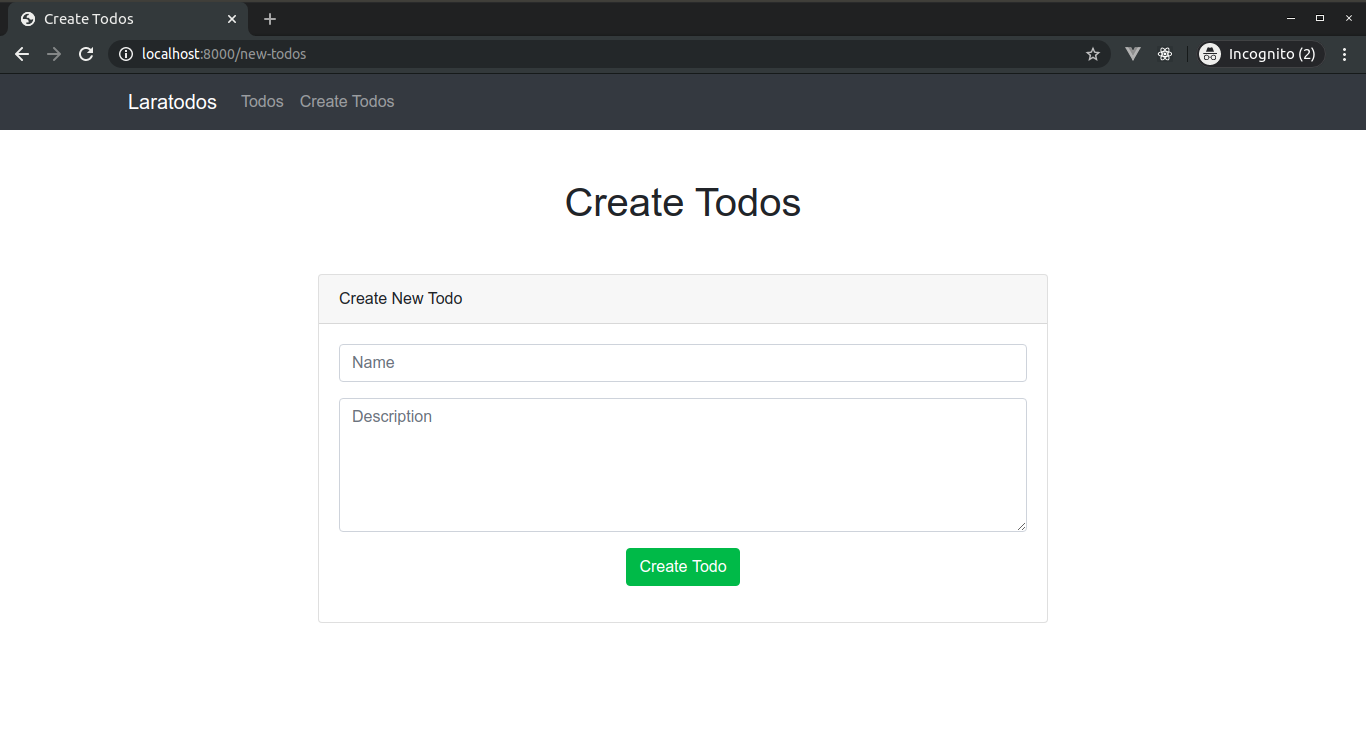 Create Todos
localhost:8000/new-todos
Incognito (2)
Laratodos Todos Create Todos
Create Todos
Create New Todo
Name
Description
Create Todo